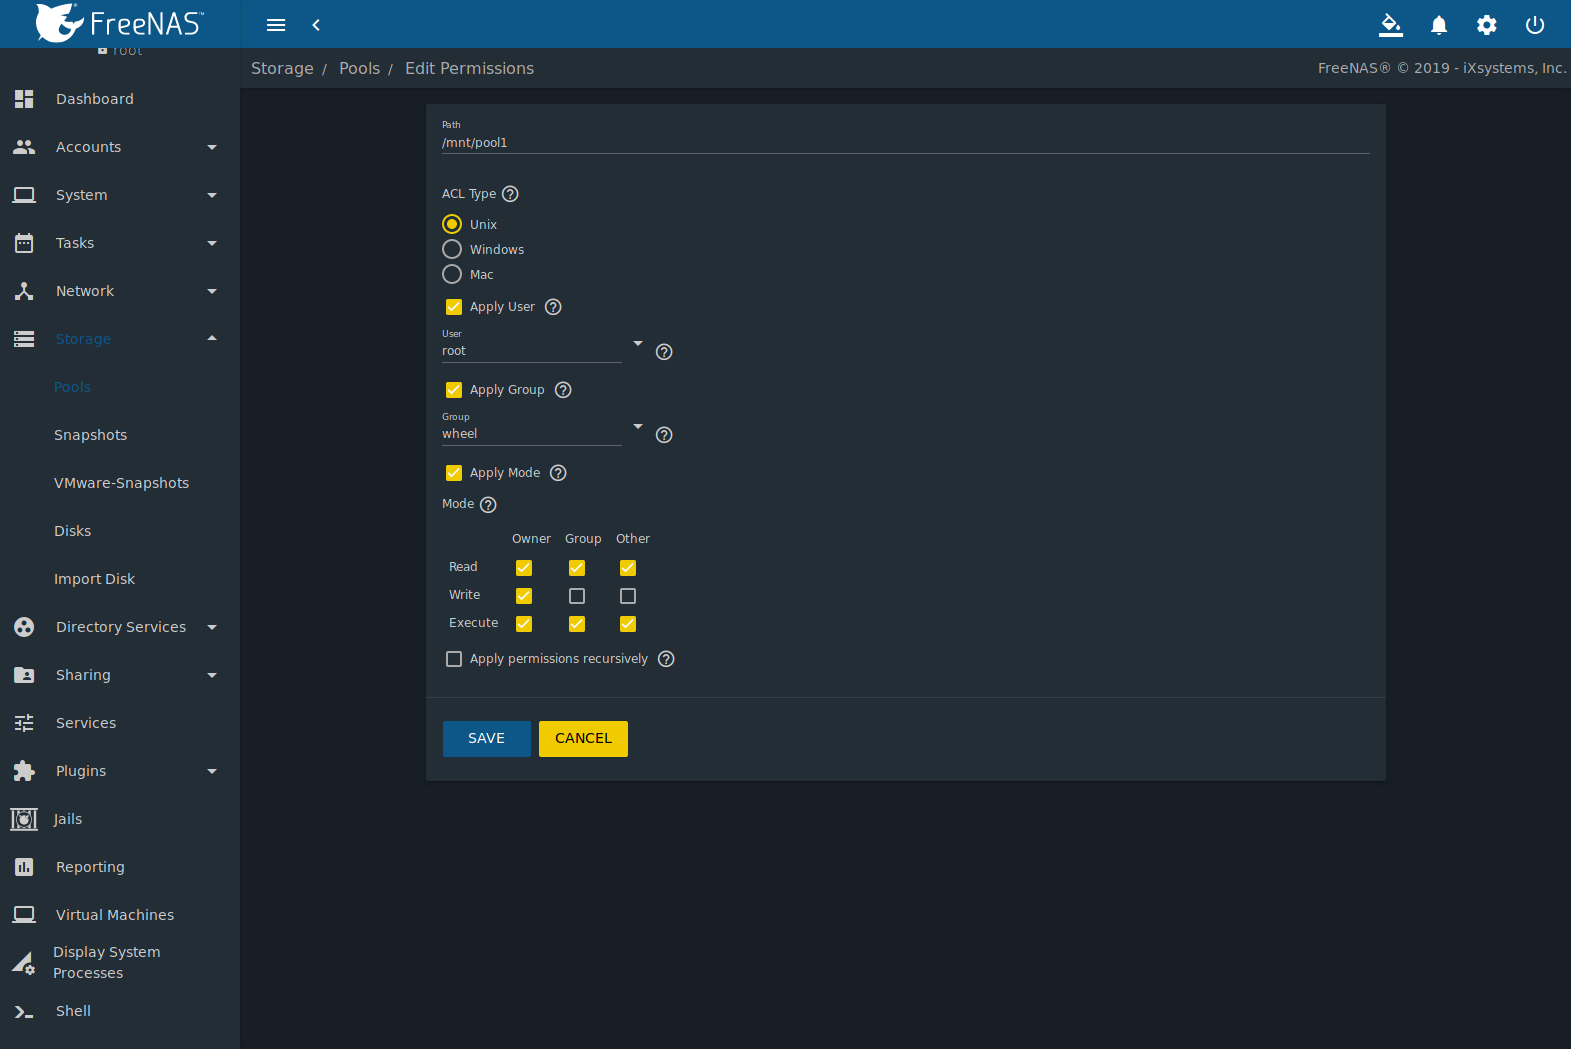 FreeNAS™
root
Storage / Pools / Edit Permissions
FreeNAS® © 2019 - iXsystems, Inc.
Dashboard
Accounts
System
Tasks
Network
Storage
Pools
Snapshots
VMware-Snapshots
Disks
Import Disk
Directory Services
Sharing
Services
Plugins
Jails
Reporting
Virtual Machines
Display System
Processes
Shell
Path
/mnt/pool1
ACL Type
Unix
Windows
Mac
Apply User
User
root
Apply Group
Group
wheel
Apply Mode
Mode
Owner Group Other
Read
Write
Execute
Apply permissions recursively
SAVE CANCEL